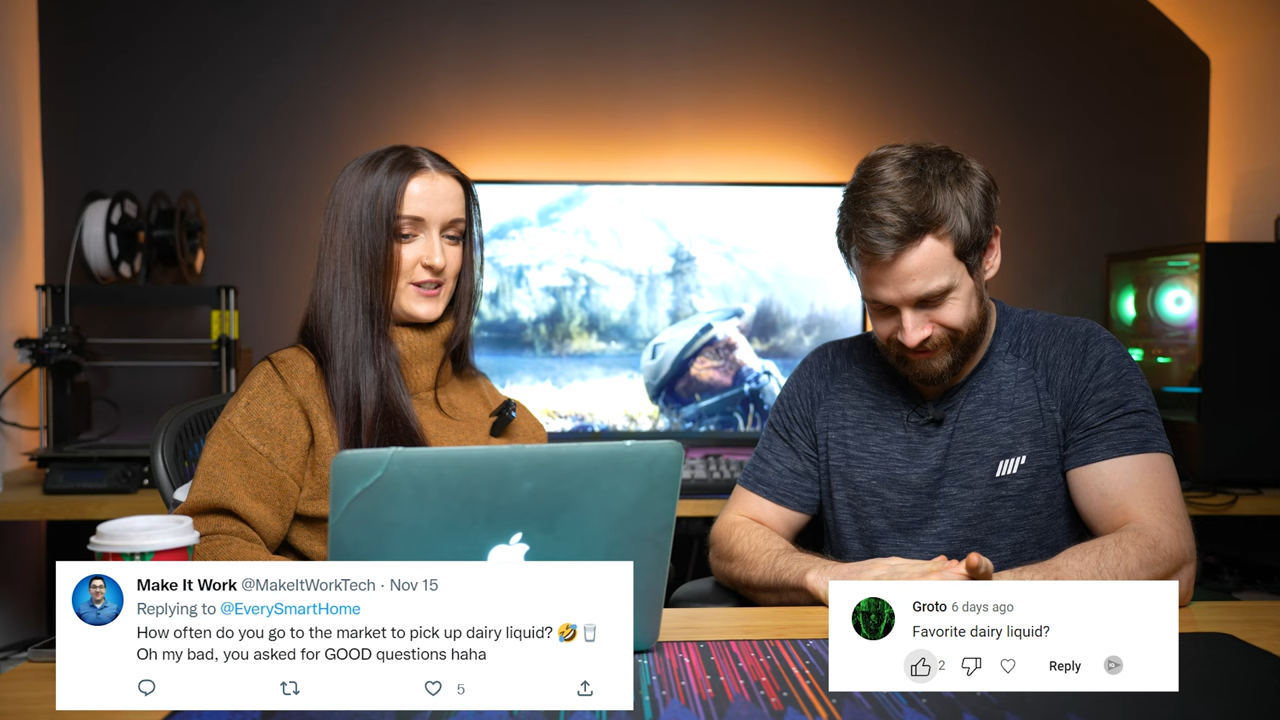 Make It Work @MakeItWorkTech · Nov 15
Replying to @EverySmartHome
How often do you go to the market to pick up dairy liquid? 🤣🥛
Oh my bad, you asked for GOOD questions haha
5
Groto 6 days ago
Favorite dairy liquid?
2 Reply